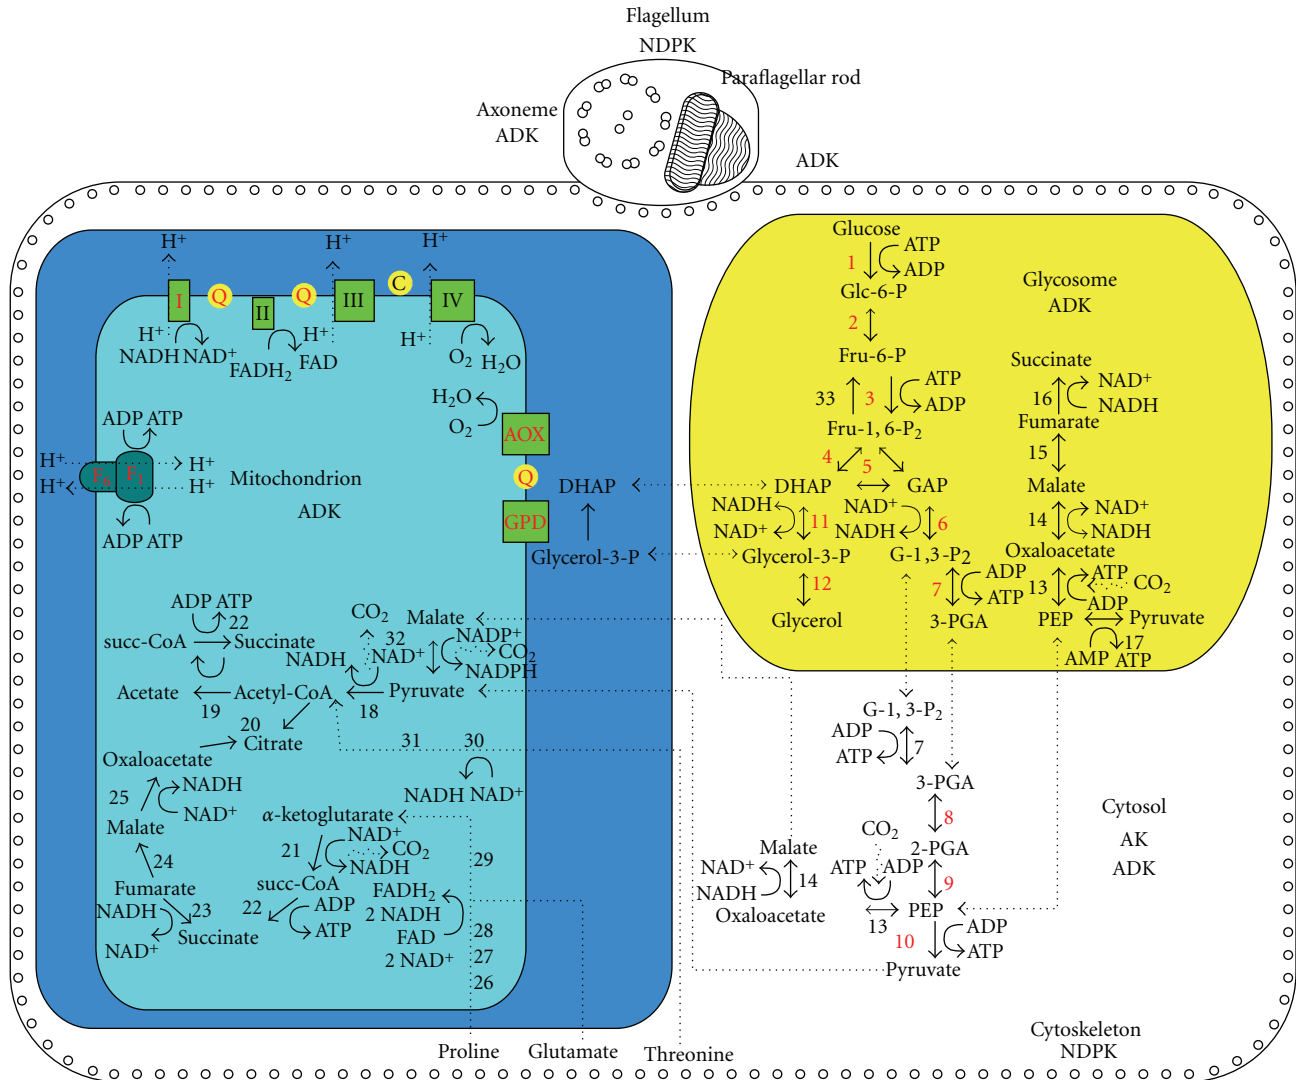 Flagellum
NDPK
Paraflagellar rod
Axoneme
ADK
ADK
H+
H+
H+
I
Q
II
Q
III
C
IV
H+
H+
H+
NADH NAD+
FADH2
FAD
O2
H2O
H2O
O2
AOX
Q
GPD
ADP ATP
H+
H+
H+
H+
F0
F1
ADP ATP
Mitochondrion
ADK
DHAP
Glycerol-3-P
ADP ATP
22
succ-CoA
Succinate
CO2
32
NADH
NAD+
Malate
NADP+
CO2
NADPH
Acetate
19
Acetyl-CoA
18
Pyruvate
20
Citrate
31
30
Oxaloacetate
NADH
25
NAD+
NADH NAD+
Malate
24
α-ketoglutarate
21
NAD+
CO2
NADH
29
Fumarate
NADH
23
Succinate
NAD+
succ-CoA
22
ADP
ATP
FADH2
2 NADH
FAD
2 NAD+
28
27
26
Proline
Glutamate
Threonine
Glucose
1
ATP
ADP
Glc-6-P
2
Fru-6-P
33
3
ATP
ADP
Fru-1, 6-P2
4
5
DHAP
GAP
NADH
NAD+
11
NAD+
NADH
6
Glycerol-3-P
G-1,3-P2
12
7
ADP
ATP
Glycerol
3-PGA
Glycosome
ADK
Succinate
16
NAD+
NADH
Fumarate
15
Malate
14
NAD+
NADH
Oxaloacetate
13
ATP
CO2
ADP
PEP
Pyruvate
17
AMP ATP
G-1, 3-P2
ADP
ATP
7
3-PGA
8
CO2
2-PGA
ATP
ADP
9
Malate
NAD+
14
NADH
Oxaloacetate
13
PEP
10
ADP
ATP
Pyruvate
Cytosol
AK
ADK
Cytoskeleton
NDPK